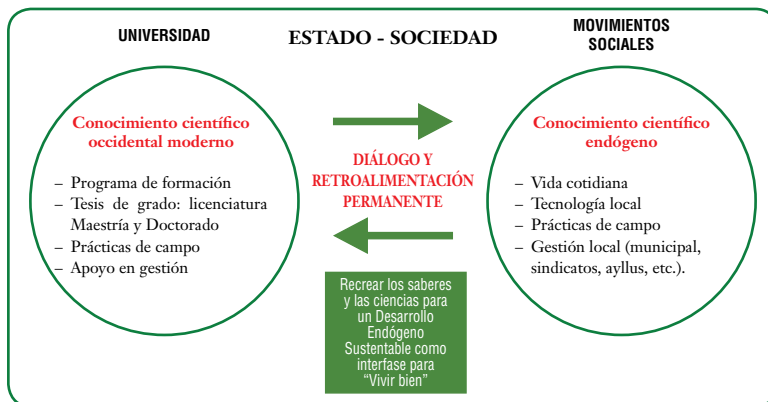 UNIVERSIDAD
ESTADO - SOCIEDAD
MOVIMIENTOS
SOCIALES
Conocimiento científico
occidental moderno
– Programa de formación
– Tesis de grado: licenciatura
Maestría y Doctorado
– Prácticas de campo
– Apoyo en gestión
DIÁLOGO Y
RETROALIMENTACIÓN
PERMANENTE
Recrear los saberes
y las ciencias para
un Desarrollo
Endógeno
Sustentable como
interfase para
“Vivir bien”
Conocimiento científico
endógeno
– Vida cotidiana
– Tecnología local
– Prácticas de campo
– Gestión local (municipal,
sindicatos, ayllus, etc.).